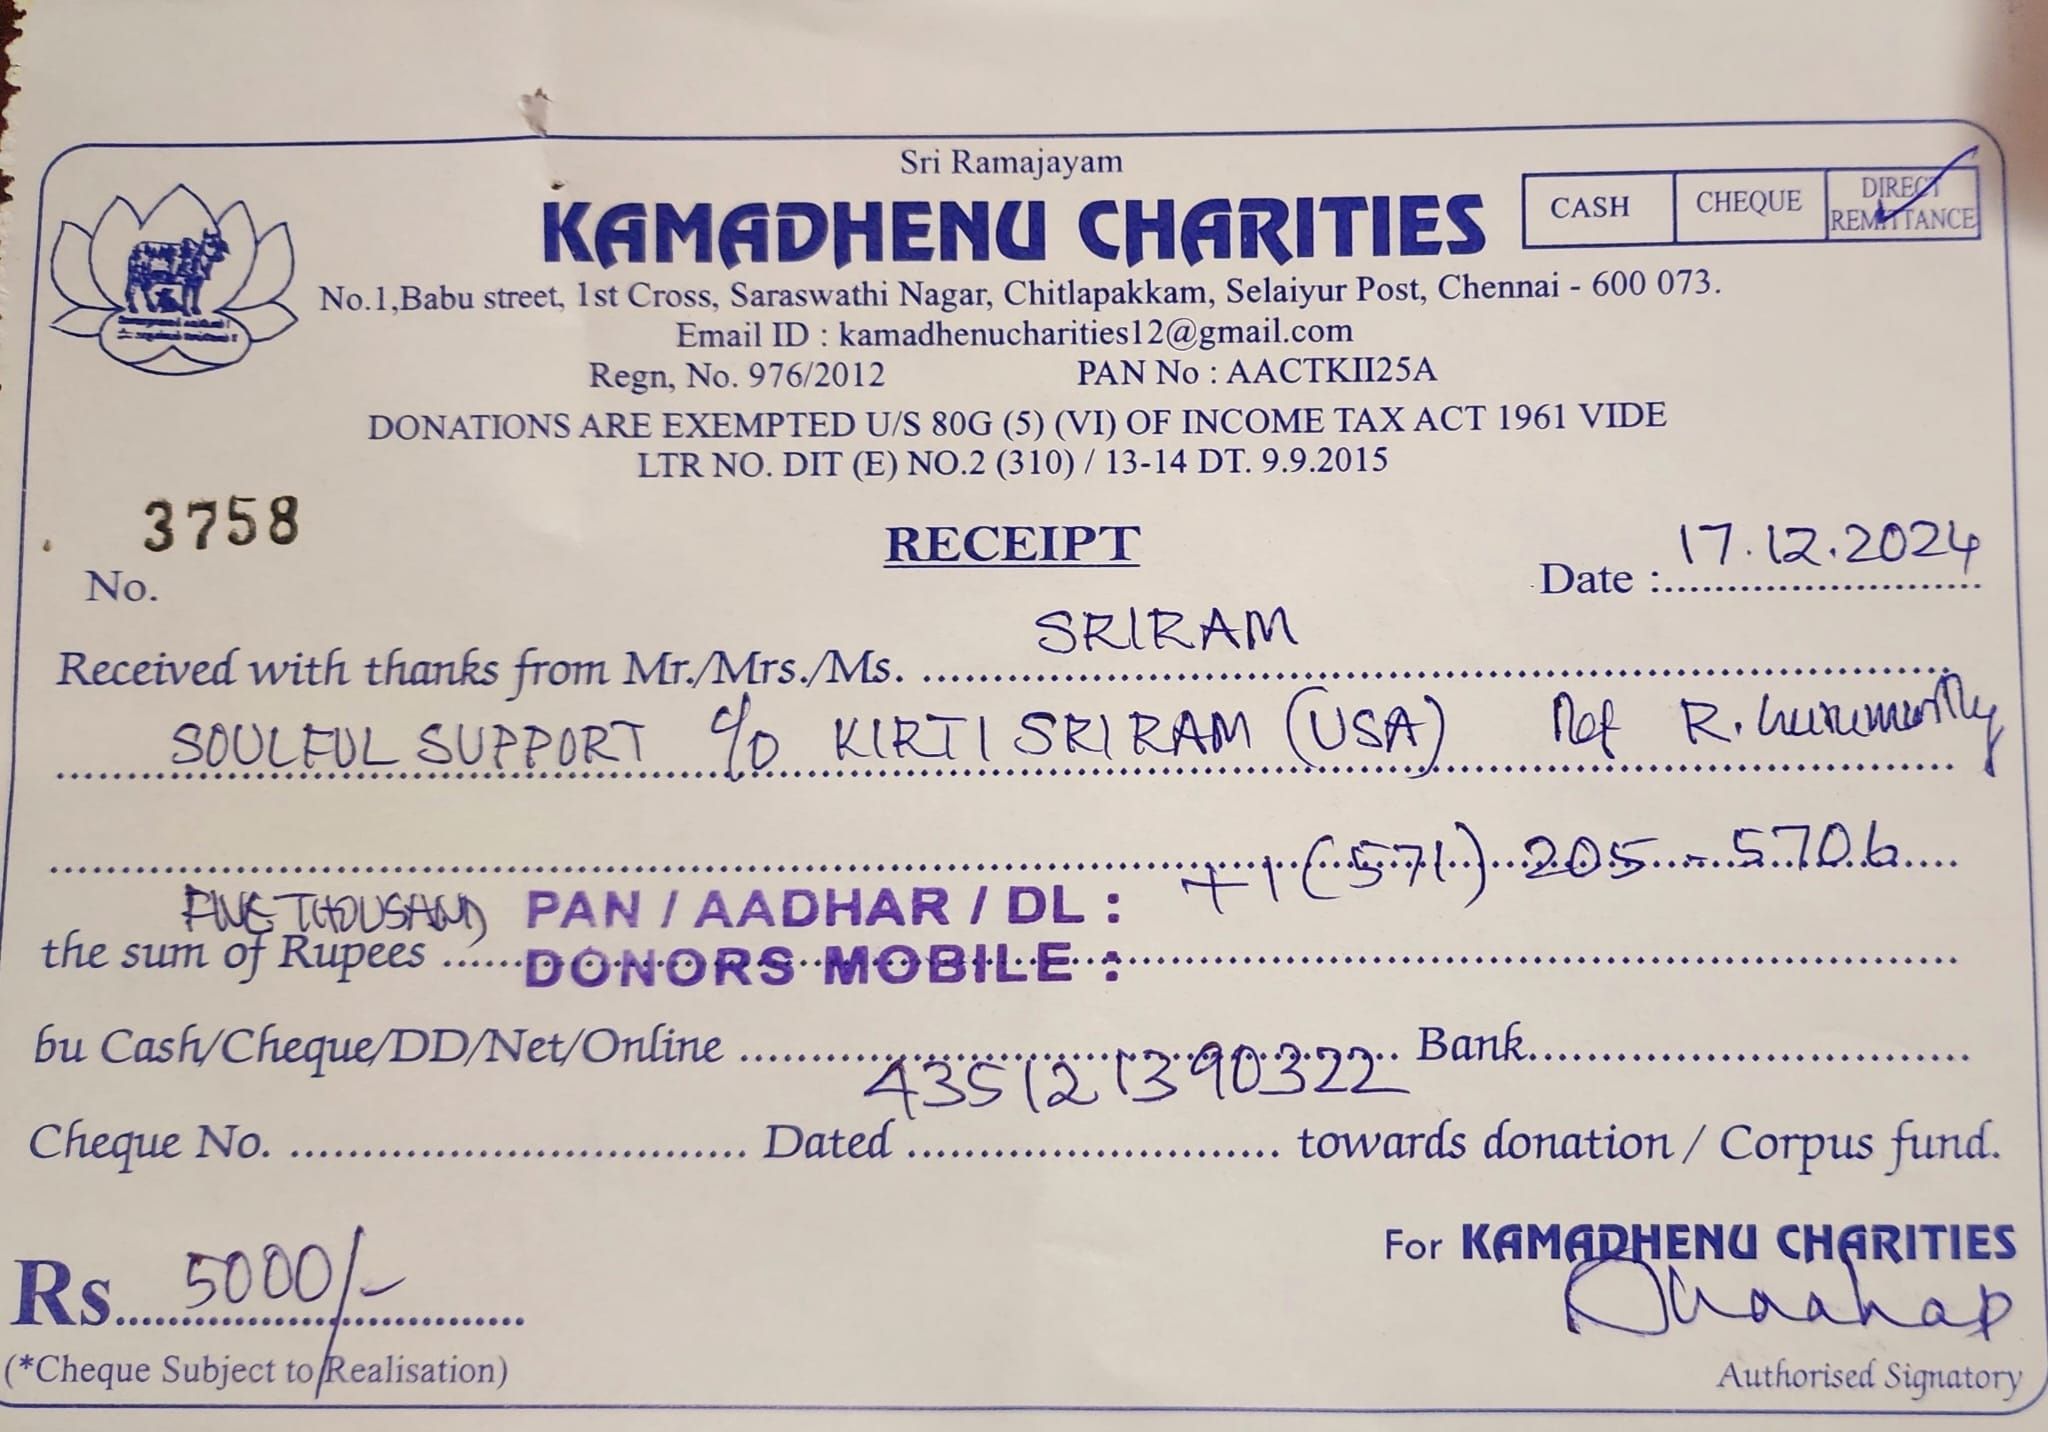 Sri Ramajayam
KAMADHENU CHARITIES
CASH CHEQUE DIRECT REMITTANCE
No.1,Babu street, 1st Cross, Saraswathi Nagar, Chitlapakkam, Selaiyur Post, Chennai - 600 073.
Email ID : kamadhenucharities12@gmail.com
Regn, No. 976/2012 PAN No : AACTKII25A
DONATIONS ARE EXEMPTED U/S 80G (5) (VI) OF INCOME TAX ACT 1961 VIDE
LTR NO. DIT (E) NO.2 (310) / 13-14 DT. 9.9.2015
No. 3758 RECEIPT Date : 17.12.2024
Received with thanks from Mr./Mrs./Ms. SRIRAM
SOULFUL SUPPORT c/o KIRTI SRIRAM (USA) Ref R.
+1 (571) 205-5706
PAN / AADHAR / DL :
the sum of Rupees FIVE THOUSAND
DONORS MOBILE :
bu Cash/Cheque/DD/Net/Online 435121390322 Bank
Cheque No. Dated towards donation / Corpus fund.
For KAMADHENU CHARITIES
Rs 5000/-
(*Cheque Subject to Realisation) Authorised Signatory